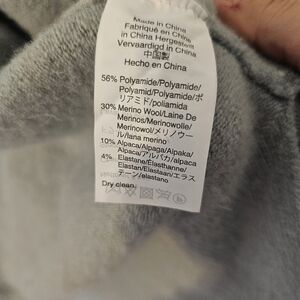 Made in China
Fabriqué en China
in China Hergestellt
Vervaardigd in China
中国製
Hecho en China
56% Polyamide/Polyamide/
Polyamid/Polyamide/ポ
リアミド/poliamida
30% Merino Wool/Laine De
Merinos/Merinowolle/
Merinowol/メリノウー
ル/lana merino
10% Alpaca/Alpaga/Alpaka/
Alpaca/アルパカ/alpaca
4% Elastane/Elasthanne/
Elastan/Elastaan/エラス
テーン/elastano
Dry clean.